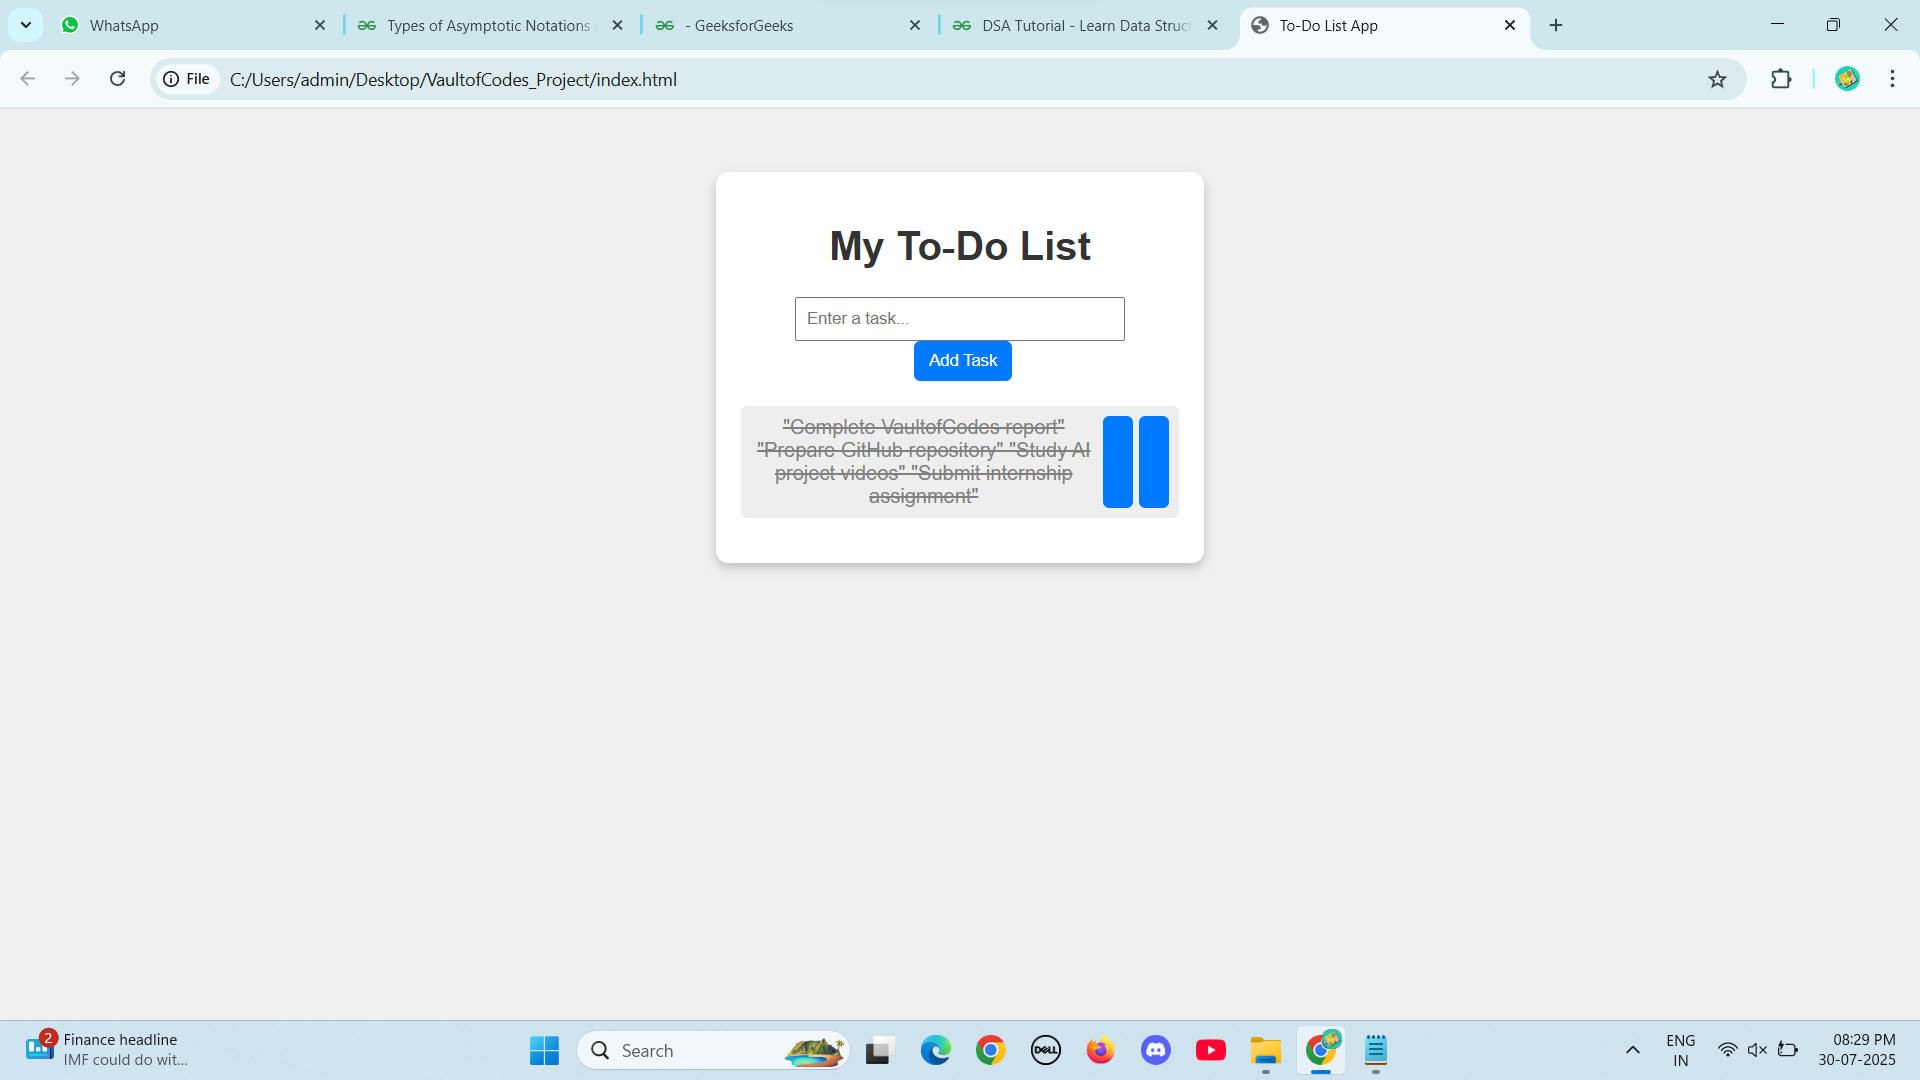 WhatsApp
Types of Asymptotic Notations
- GeeksforGeeks
DSA Tutorial - Learn Data Struct
To-Do List App
File
C:/Users/admin/Desktop/VaultofCodes_Project/index.html
My To-Do List
Enter a task...
Add Task
"Complete VaultofCodes report"
"Prepare GitHub repository" "Study AI
project videos" "Submit internship
assignment"
2
Finance headline
IMF could do wit...
Search
DELL
ENG
IN
08:29 PM
30-07-2025